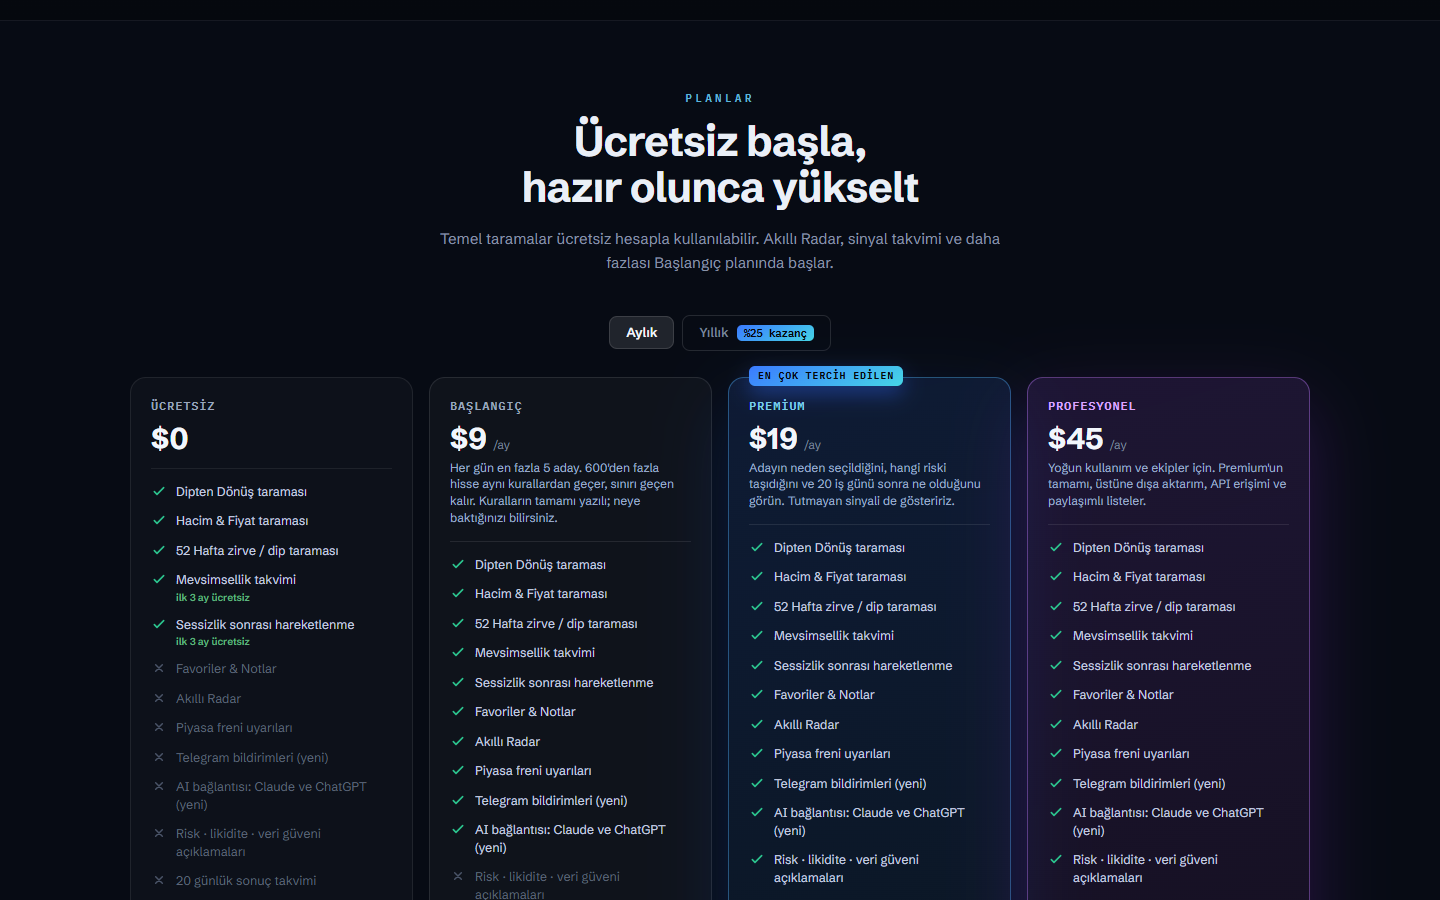 PLANLAR
Ücretsiz başla,
hazır olunca yükselt
Temel taramalar ücretsiz hesapla kullanılabilir. Akıllı Radar, sinyal takvimi ve daha
fazlası Başlangıç planında başlar.
Aylık
Yıllık %25 kazanç
ÜCRETSİZ
$0
Dipten Dönüş taraması
Hacim & Fiyat taraması
52 Hafta zirve / dip taraması
Mevsimsellik takvimi
ilk 3 ay ücretsiz
Sessizlik sonrası hareketlenme
ilk 3 ay ücretsiz
Favoriler & Notlar
Akıllı Radar
Piyasa freni uyarıları
Telegram bildirimleri (yeni)
AI bağlantısı: Claude ve ChatGPT
(yeni)
Risk · likidite · veri güveni
açıklamaları
20 günlük sonuç takvimi
BAŞLANGIÇ
$9 /ay
Her gün en fazla 5 aday. 600'den fazla
hisse aynı kurallardan geçer, sınırı geçen
kalır. Kuralların tamamı yazılı; neye
baktığınızı bilirsiniz.
Dipten Dönüş taraması
Hacim & Fiyat taraması
52 Hafta zirve / dip taraması
Mevsimsellik takvimi
Sessizlik sonrası hareketlenme
Favoriler & Notlar
Akıllı Radar
Piyasa freni uyarıları
Telegram bildirimleri (yeni)
AI bağlantısı: Claude ve ChatGPT
(yeni)
Risk · likidite · veri güveni
açıklamaları
EN ÇOK TERCİH EDİLEN
PREMİUM
$19 /ay
Adayın neden seçildiğini, hangi riski
taşıdığını ve 20 iş günü sonra ne olduğunu
görün. Tutmayan sinyali de gösteririz.
Dipten Dönüş taraması
Hacim & Fiyat taraması
52 Hafta zirve / dip taraması
Mevsimsellik takvimi
Sessizlik sonrası hareketlenme
Favoriler & Notlar
Akıllı Radar
Piyasa freni uyarıları
Telegram bildirimleri (yeni)
AI bağlantısı: Claude ve ChatGPT
(yeni)
Risk · likidite · veri güveni
açıklamaları
PROFESYONEL
$45 /ay
Yoğun kullanım ve ekipler için. Premium'un
tamamı, üstüne dışa aktarım, API erişimi ve
paylaşımlı listeler.
Dipten Dönüş taraması
Hacim & Fiyat taraması
52 Hafta zirve / dip taraması
Mevsimsellik takvimi
Sessizlik sonrası hareketlenme
Favoriler & Notlar
Akıllı Radar
Piyasa freni uyarıları
Telegram bildirimleri (yeni)
AI bağlantısı: Claude ve ChatGPT
(yeni)
Risk · likidite · veri güveni
açıklamaları